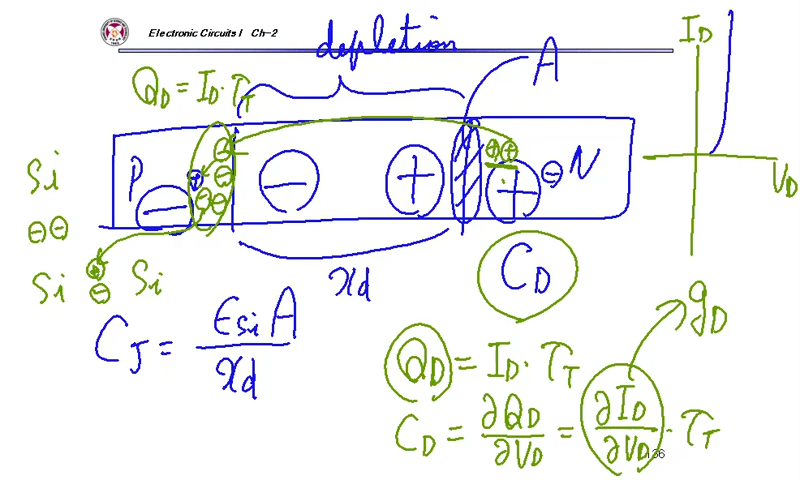 Electronic Circuits I Ch-2
depletion
A
I_D
Q_D = I_D · τ_T
P
N
V_D
Si
x_d
C_D
Si Si
g_D
C_J = ε_si A / x_d
Q_D = I_D · τ_T
C_D = ∂Q_D / ∂V_D = ∂I_D / ∂V_D · τ_T
136